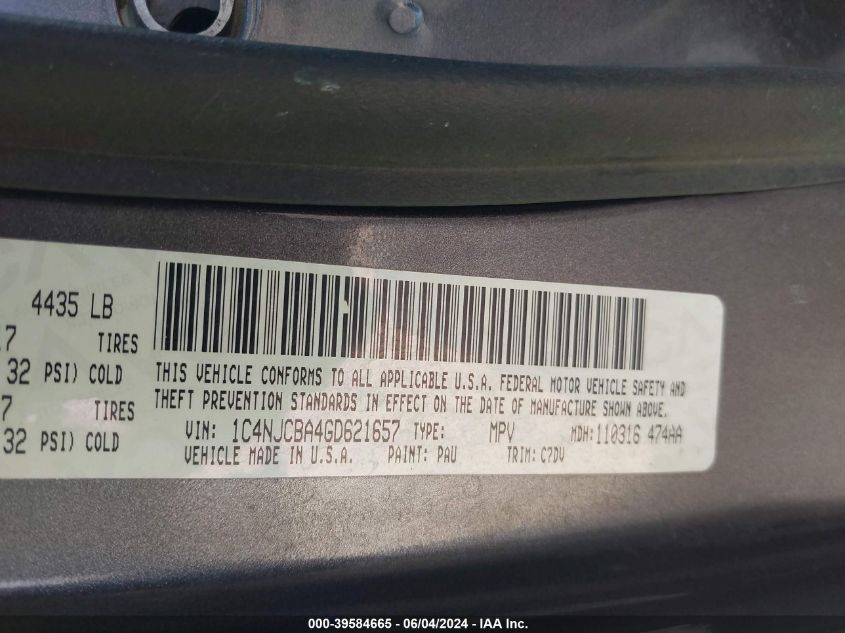 4435 LB
TIRES
32 PSI) COLD
7 TIRES
32 PSI) COLD
THIS VEHICLE CONFORMS TO ALL APPLICABLE U.S.A. FEDERAL MOTOR VEHICLE SAFETY AND
THEFT PREVENTION STANDARDS IN EFFECT ON THE DATE OF MANUFACTURE SHOWN ABOVE.
VIN: 1C4NJCBA4GD621657 TYPE: MPV MDH:110316 474AA
VEHICLE MADE IN U.S.A. PAINT: PAU TRIM: C7DV
000-39584665 - 06/04/2024 - IAA Inc.